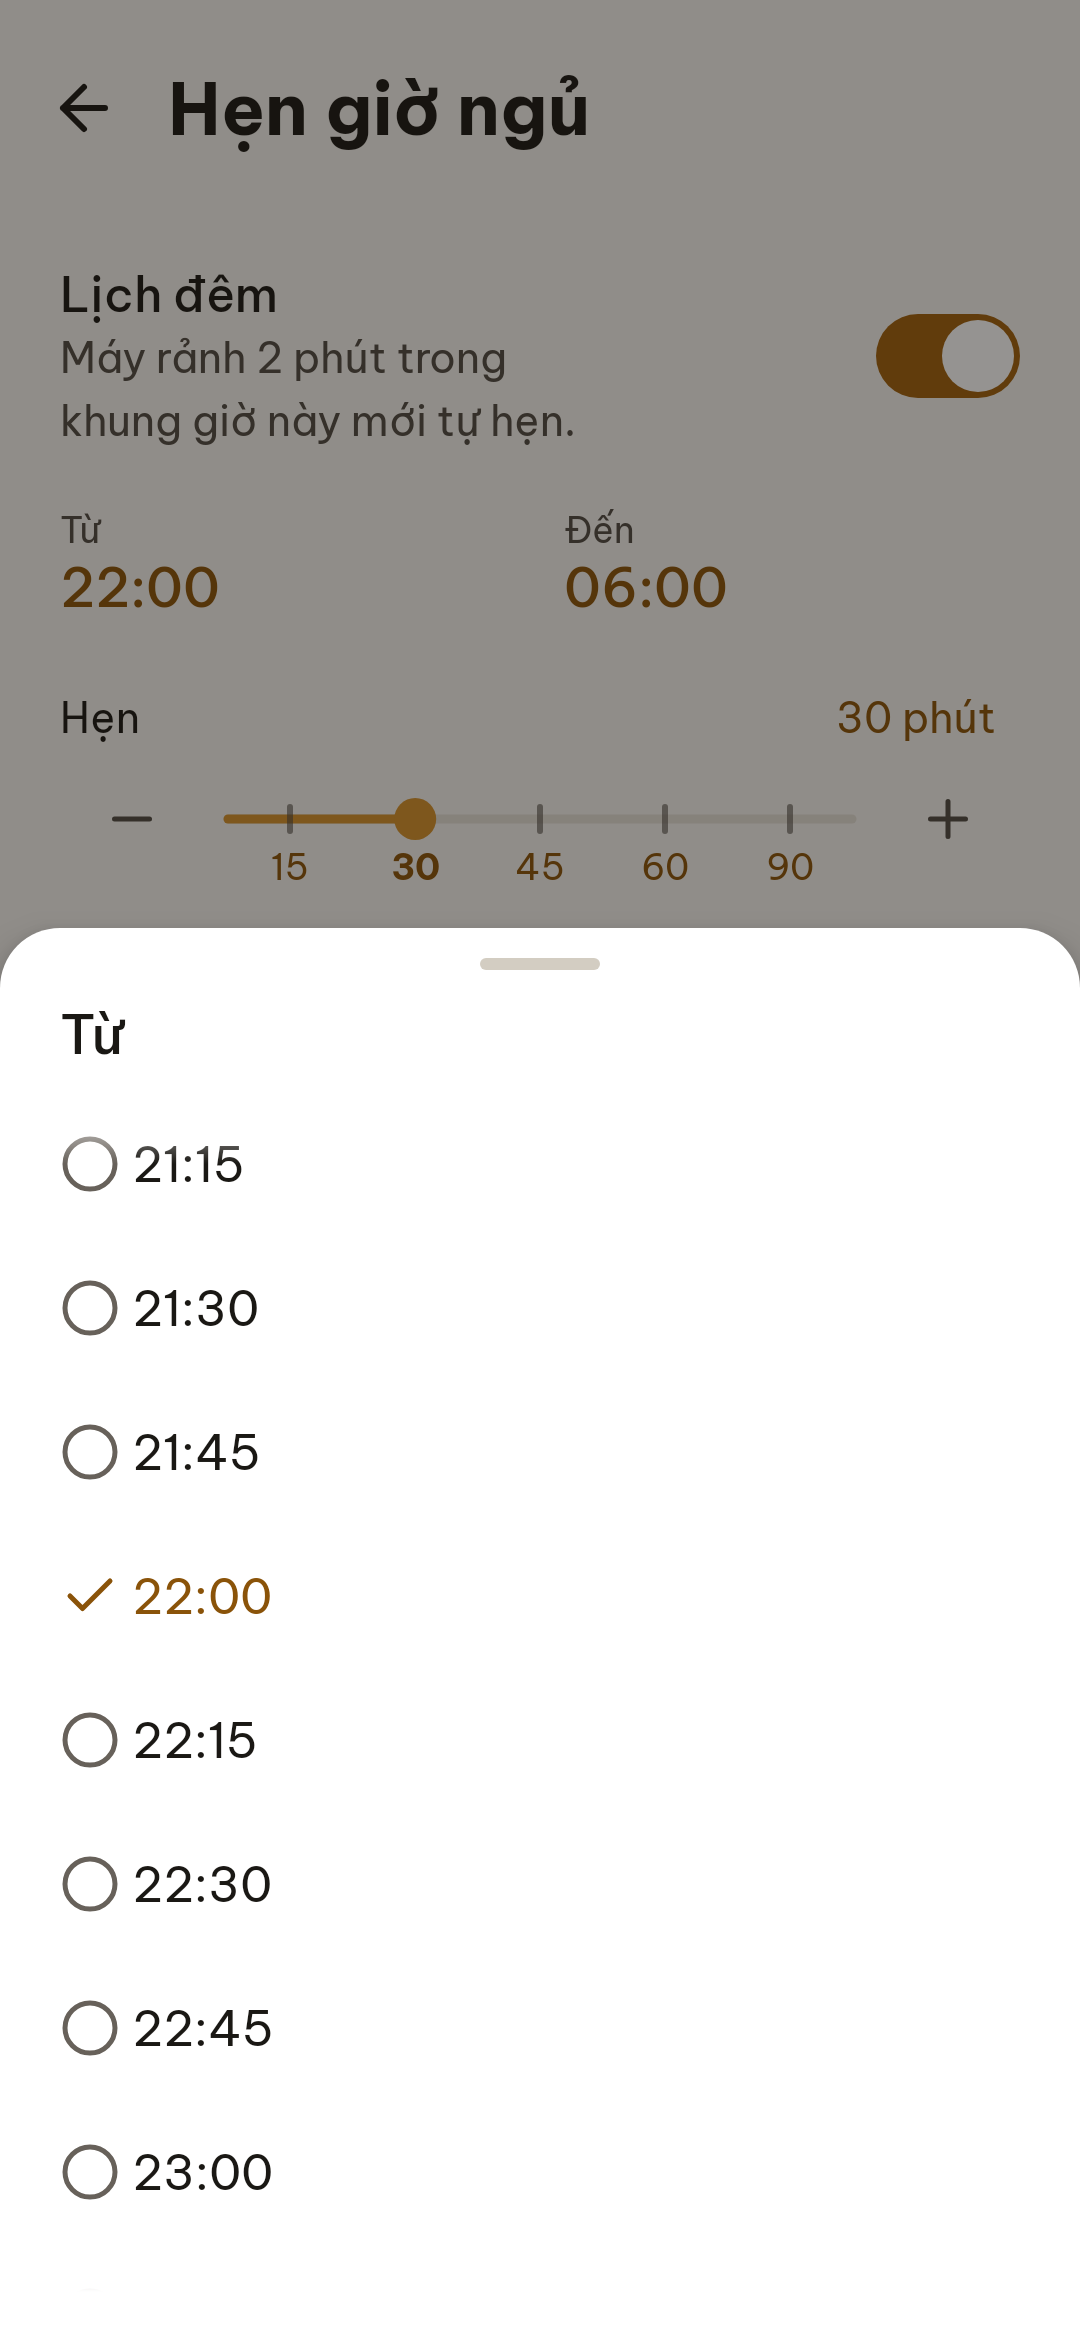 Hẹn giờ ngủ
Lịch đêm
Máy rảnh 2 phút trong
khung giờ này mới tự hẹn.
Từ
Đến
22:00
06:00
Hẹn
30 phút
15
30
45
60
90
Từ
21:15
21:30
21:45
22:00
22:15
22:30
22:45
23:00